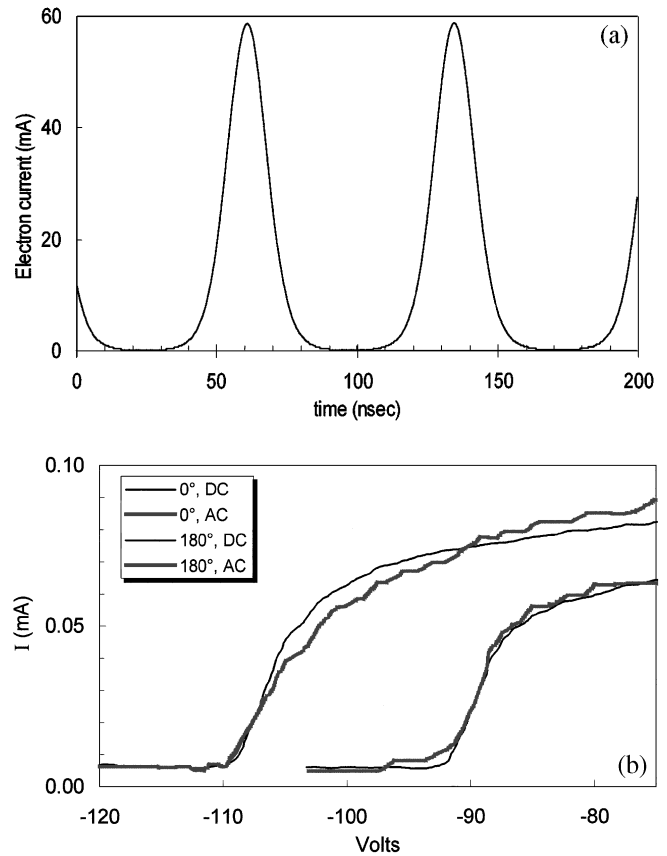 60
(a)
40
20
0
Electron current (mA)
0
50
100
150
200
time (nsec)
0.10
0°, DC
0°, AC
180°, DC
180°, AC
0.05
I (mA)
0.00
(b)
-120
-110
-100
-90
-80
Volts